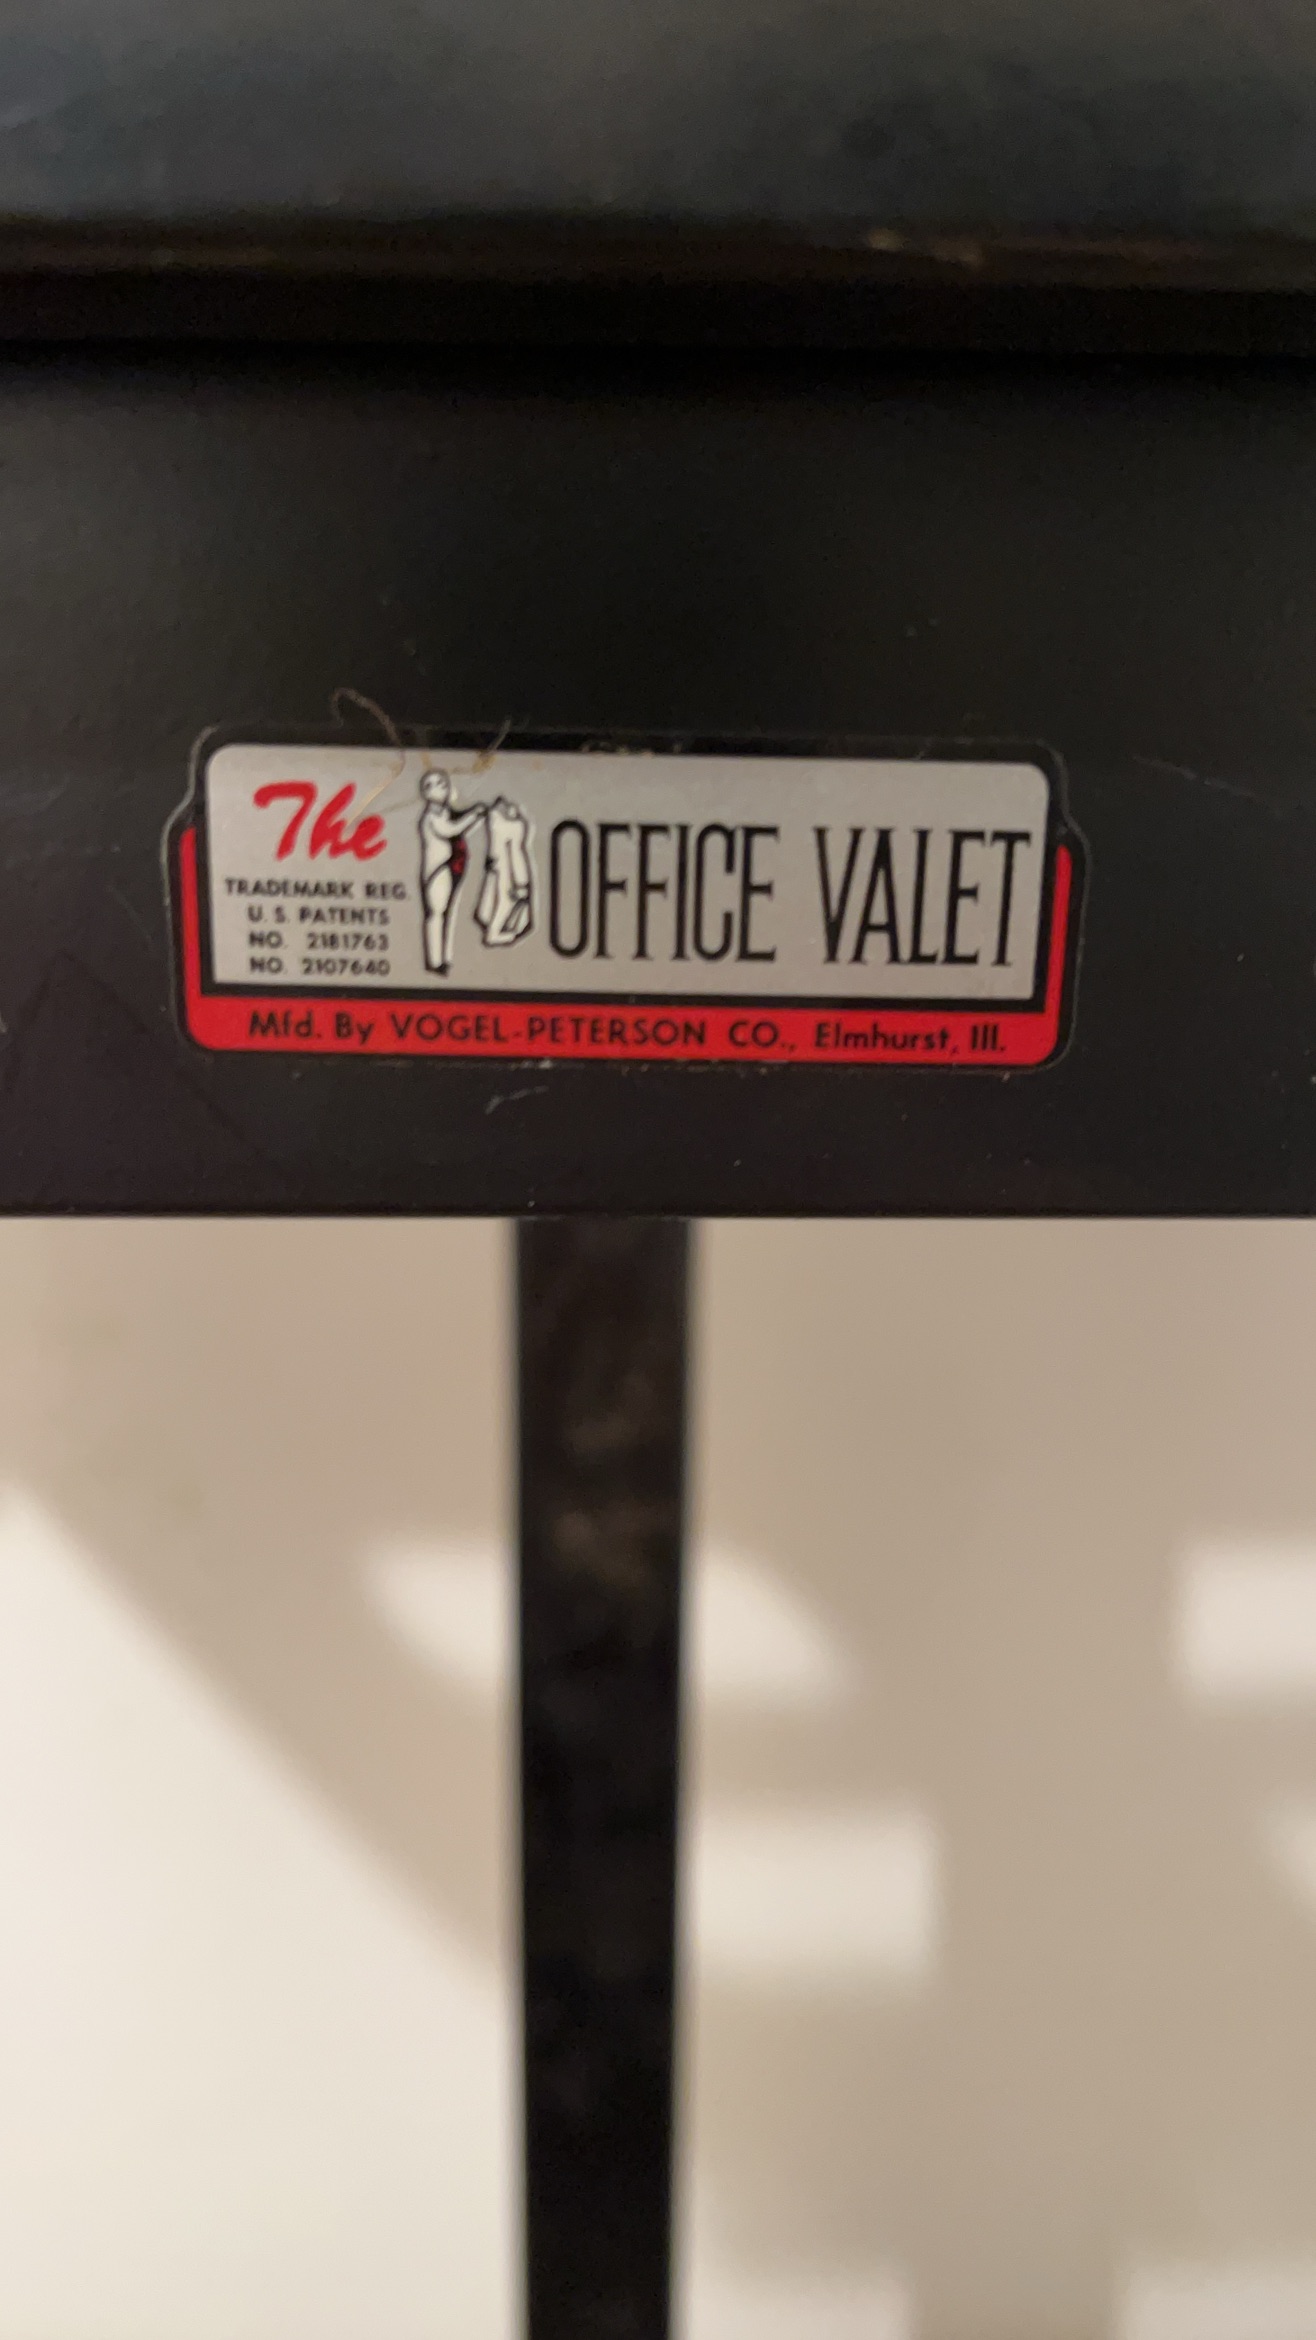 The
OFFICE VALET
TRADEMARK REG.
U. S. PATENTS
NO. 2181763
NO. 2107640
Mfd. By VOGEL-PETERSON CO., Elmhurst, Ill.